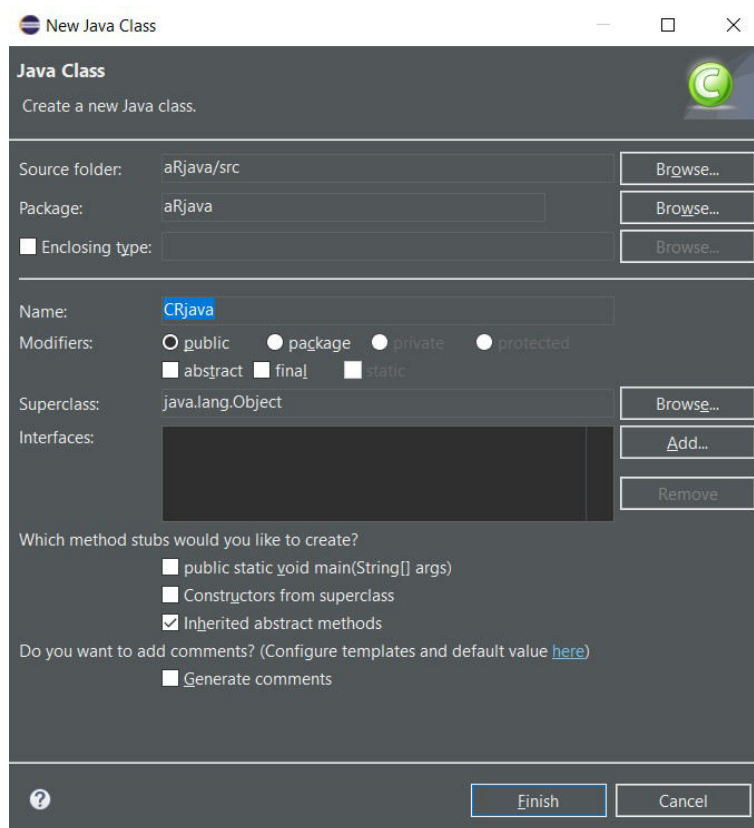 New Java Class
Java Class
Create a new Java class.
Source folder: aRjava/src Browse...
Package: aRjava Browse...
Enclosing type: Browse...
Name: CRjava
Modifiers: public package private protected
abstract final static
Superclass: java.lang.Object Browse...
Interfaces: Add...
Remove
Which method stubs would you like to create?
public static void main(String[] args)
Constructors from superclass
Inherited abstract methods
Do you want to add comments? (Configure templates and default value here)
Generate comments
Finish Cancel